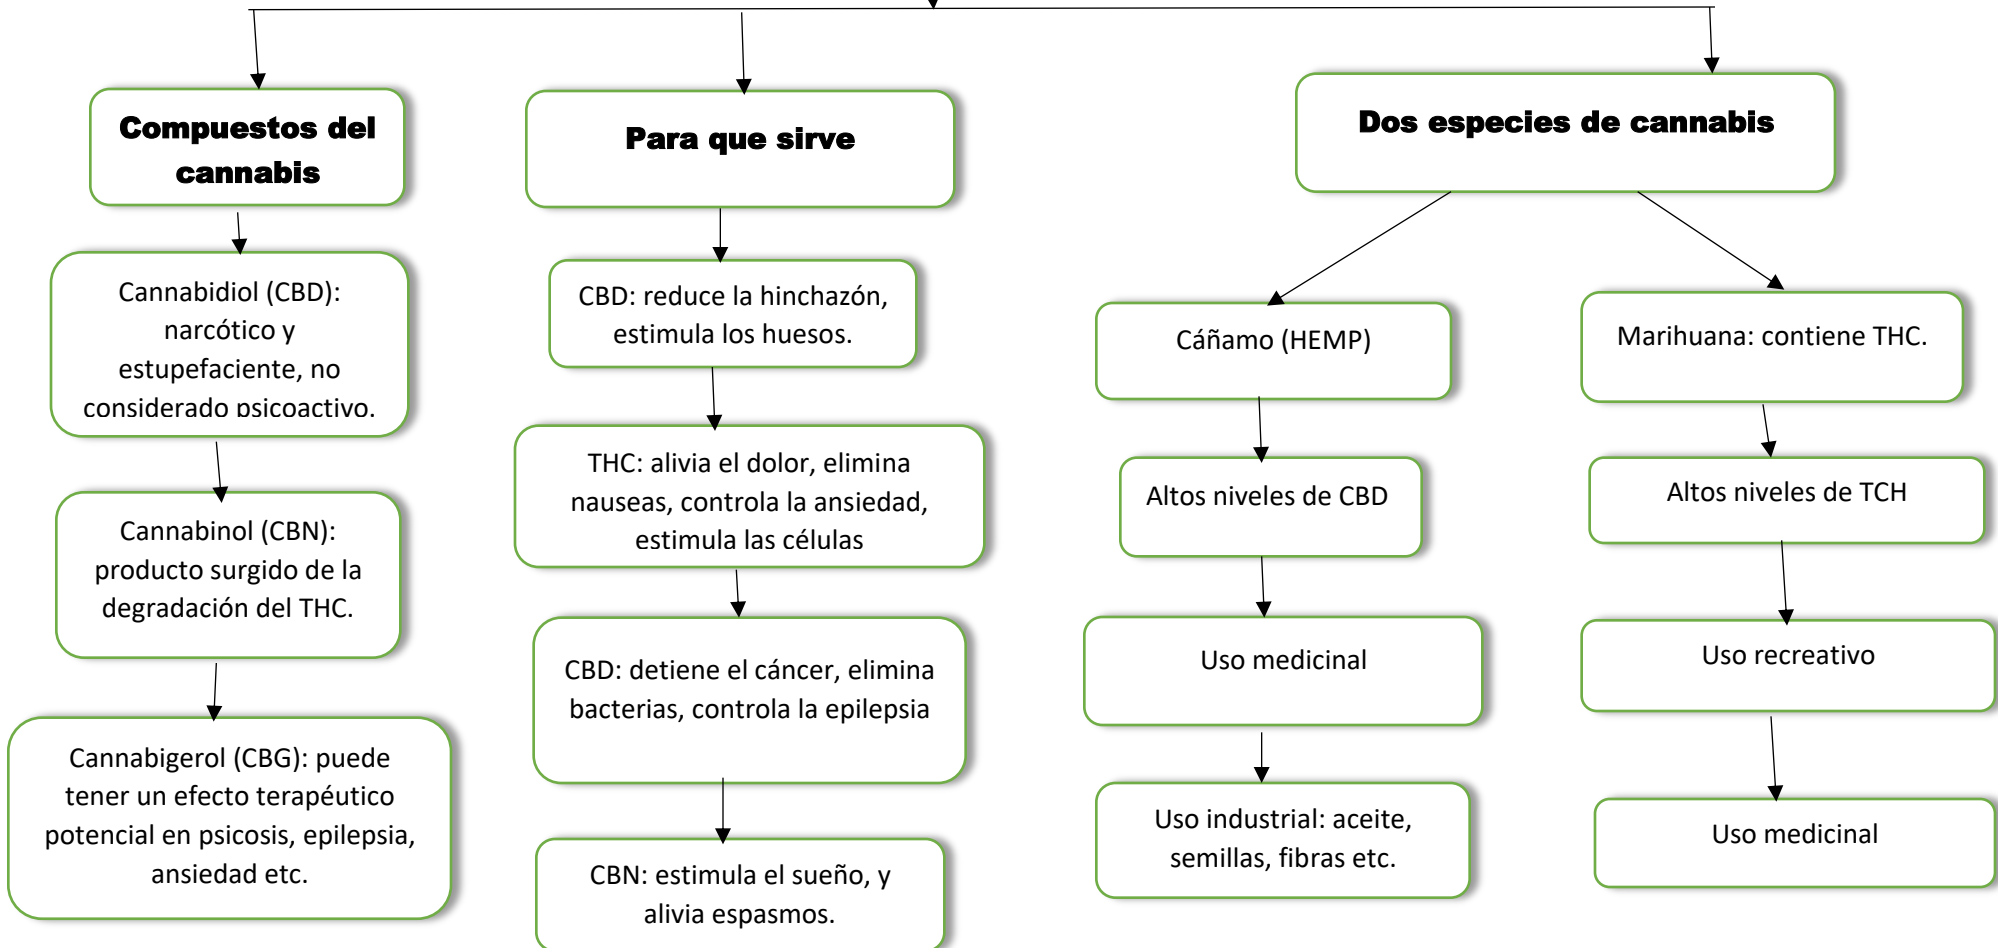 Compuestos del
cannabis
Cannabidiol (CBD):
narcótico y
estupefaciente, no
considerado psicoactivo.
Cannabinol (CBN):
producto surgido de la
degradación del THC.
Cannabigerol (CBG): puede
tener un efecto terapéutico
potencial en psicosis, epilepsia,
ansiedad etc.
Para que sirve
CBD: reduce la hinchazón,
estimula los huesos.
THC: alivia el dolor, elimina
nauseas, controla la ansiedad,
estimula las células
CBD: detiene el cáncer, elimina
bacterias, controla la epilepsia
CBN: estimula el sueño, y
alivia espasmos.
Dos especies de cannabis
Cáñamo (HEMP)
Altos niveles de CBD
Uso medicinal
Uso industrial: aceite,
semillas, fibras etc.
Marihuana: contiene THC.
Altos niveles de TCH
Uso recreativo
Uso medicinal